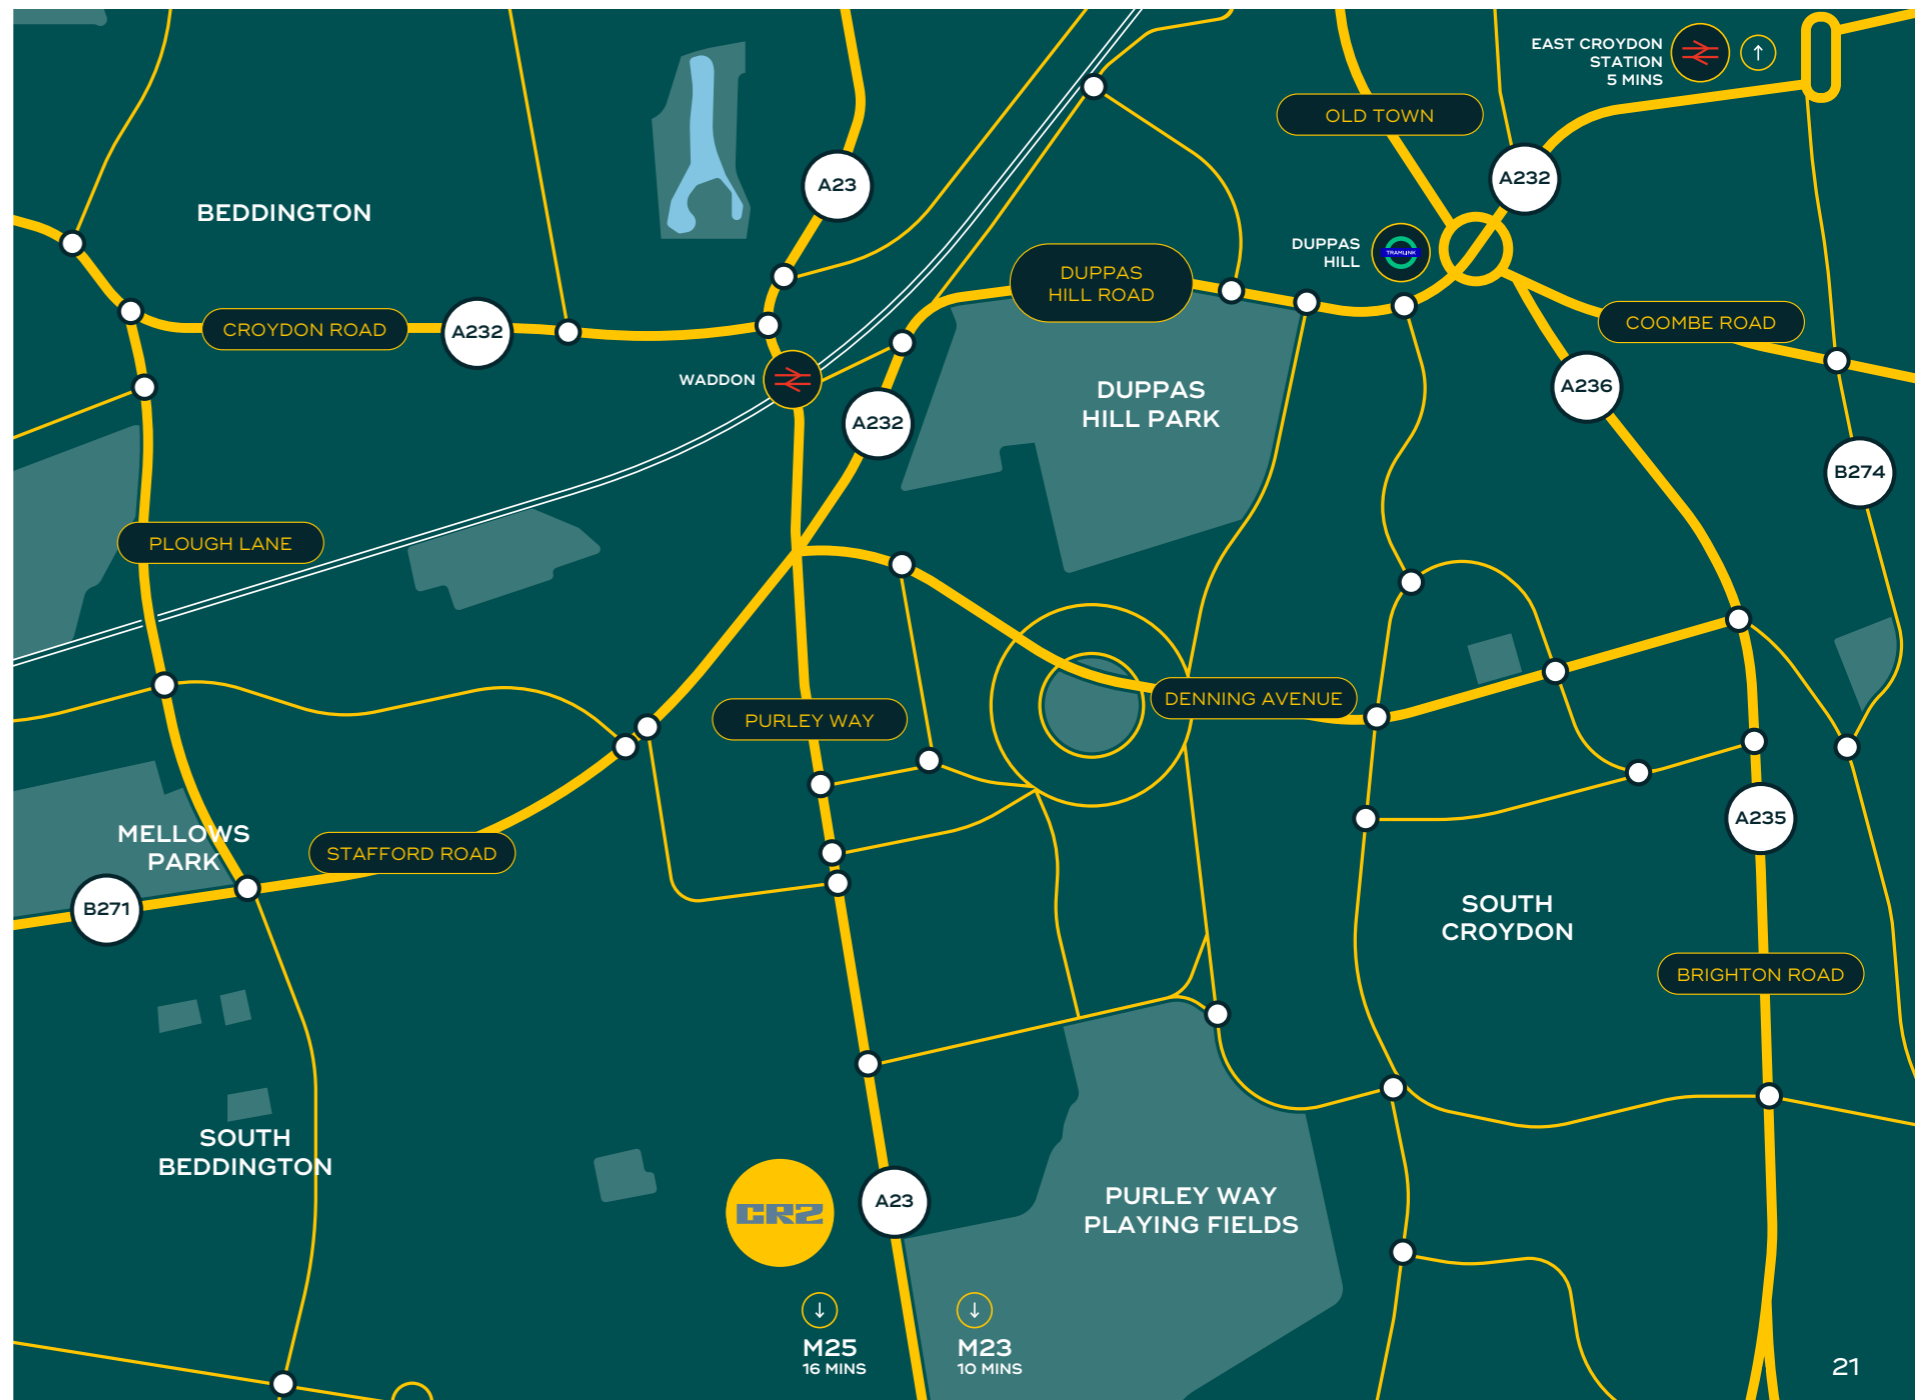 EAST CROYDON
STATION
5 MINS
OLD TOWN
A232
A23
BEDDINGTON
DUPPAS
HILL
TRAMLINK
DUPPAS
HILL ROAD
CROYDON ROAD
A232
COOMBE ROAD
WADDON
A232
DUPPAS
HILL PARK
A236
B274
PLOUGH LANE
DENNING AVENUE
PURLEY WAY
MELLOWS
PARK
STAFFORD ROAD
A235
B271
SOUTH
CROYDON
BRIGHTON ROAD
SOUTH
BEDDINGTON
CR2
A23
PURLEY WAY
PLAYING FIELDS
M25
16 MINS
M23
10 MINS
21